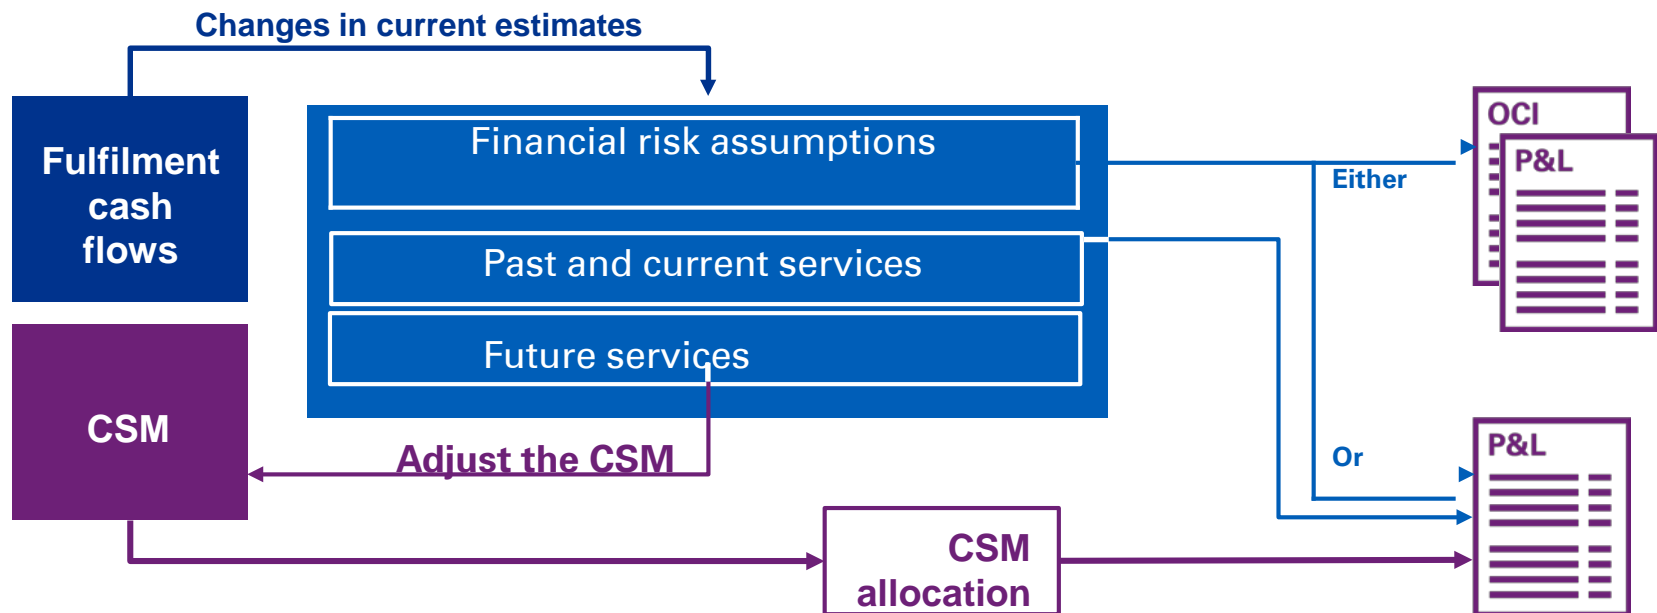 Changes in current estimates
Fulfilment
cash
flows
Financial risk assumptions
Past and current services
Future services
OCI
P&L
Either
CSM
Adjust the CSM
Or
P&L
CSM
allocation